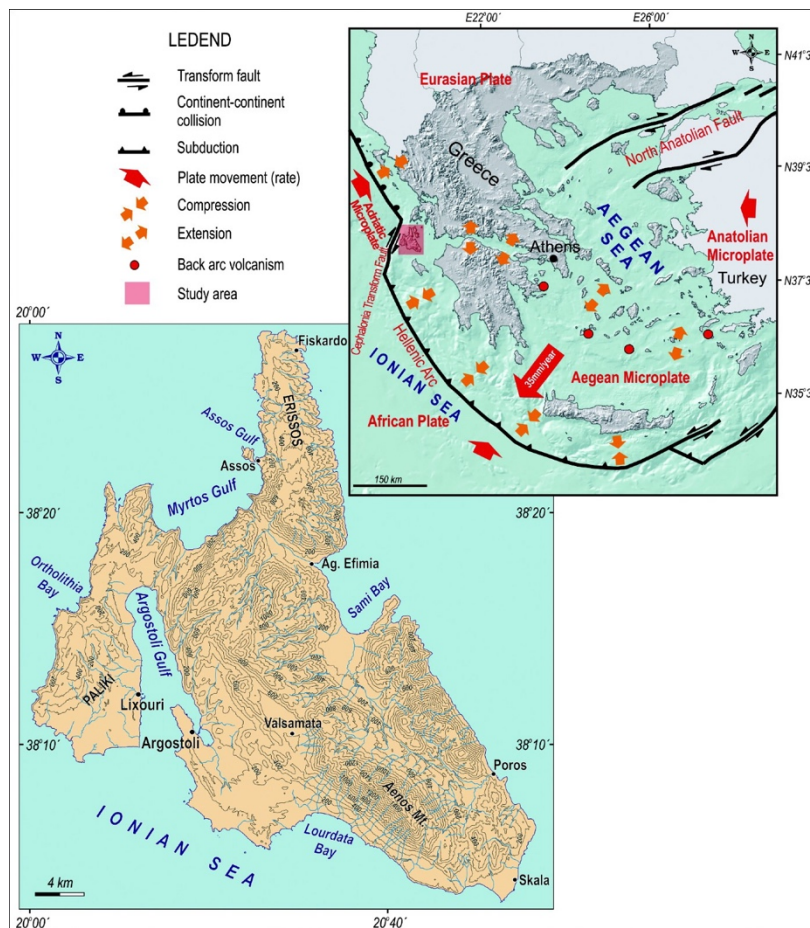 LEDEND
Transform fault
Continent-continent
collision
Subduction
Plate movement (rate)
Compression
Extension
Back arc volcanism
Study area
E22°00'
E26°00'
N
W E
S
N41°3
N39°3
N37°3
N35°3
Eurasian Plate
North Anatolian Fault
Greece
Adriatic
Microplate
AEGEAN
SEA
Athens
Anatolian
Microplate
Turkey
Cephalonia Transform Fault
Hellenic Arc
IONIAN SEA
35mm/year
Aegean Microplate
African Plate
150 km
20°00´
N
W E
S
Fiskardo
ERISSOS
Assos Gulf
Assos
Myrtos Gulf
38°20´
38°20´
Ag. Efimia
Ortholithia
Bay
Argostoli Gulf
Sami Bay
PALIKI
Lixouri
Argostoli
Valsamata
38°10´
38°10´
Poros
Aenos Mt.
IONIAN SEA
Lourdata
Bay
Skala
4 km
20°00´
20°40´